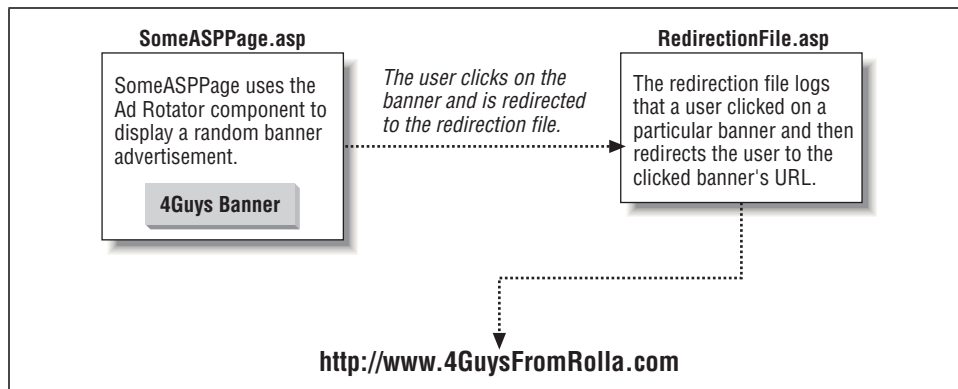 SomeASPPage.asp
SomeASPPage uses the
Ad Rotator component to
display a random banner
advertisement.
4Guys Banner
The user clicks on the
banner and is redirected
to the redirection file.
RedirectionFile.asp
The redirection file logs
that a user clicked on a
particular banner and then
redirects the user to the
clicked banner's URL.
http://www.4GuysFromRolla.com